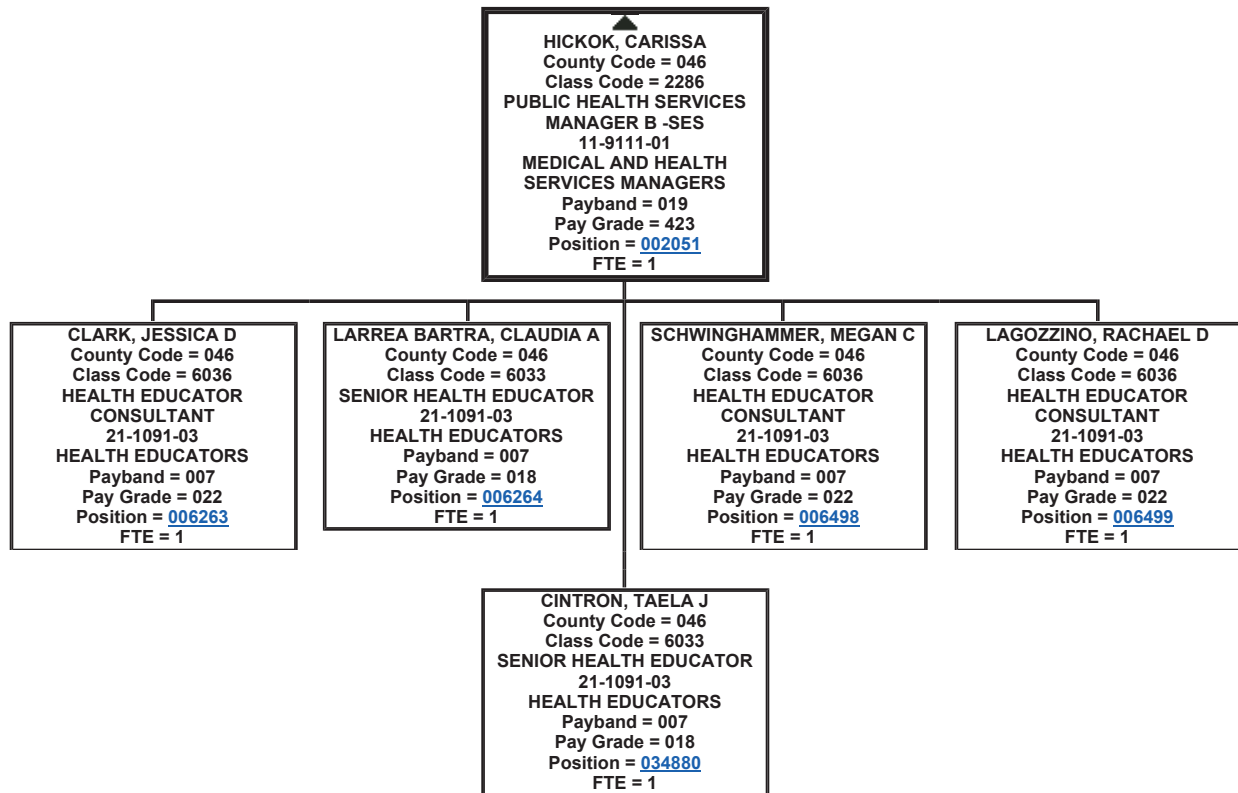 HICKOK, CARISSA
County Code = 046
Class Code = 2286
PUBLIC HEALTH SERVICES
MANAGER B -SES
11-9111-01
MEDICAL AND HEALTH
SERVICES MANAGERS
Payband = 019
Pay Grade = 423
Position = 002051
FTE = 1
CLARK, JESSICA D
County Code = 046
Class Code = 6036
HEALTH EDUCATOR
CONSULTANT
21-1091-03
HEALTH EDUCATORS
Payband = 007
Pay Grade = 022
Position = 006263
FTE = 1
LARREA BARTRA, CLAUDIA A
County Code = 046
Class Code = 6033
SENIOR HEALTH EDUCATOR
21-1091-03
HEALTH EDUCATORS
Payband = 007
Pay Grade = 018
Position = 006264
FTE = 1
SCHWINGHAMMER, MEGAN C
County Code = 046
Class Code = 6036
HEALTH EDUCATOR
CONSULTANT
21-1091-03
HEALTH EDUCATORS
Payband = 007
Pay Grade = 022
Position = 006498
FTE = 1
LAGOZZINO, RACHAEL D
County Code = 046
Class Code = 6036
HEALTH EDUCATOR
CONSULTANT
21-1091-03
HEALTH EDUCATORS
Payband = 007
Pay Grade = 022
Position = 006499
FTE = 1
CINTRON, TAELA J
County Code = 046
Class Code = 6033
SENIOR HEALTH EDUCATOR
21-1091-03
HEALTH EDUCATORS
Payband = 007
Pay Grade = 018
Position = 034880
FTE = 1